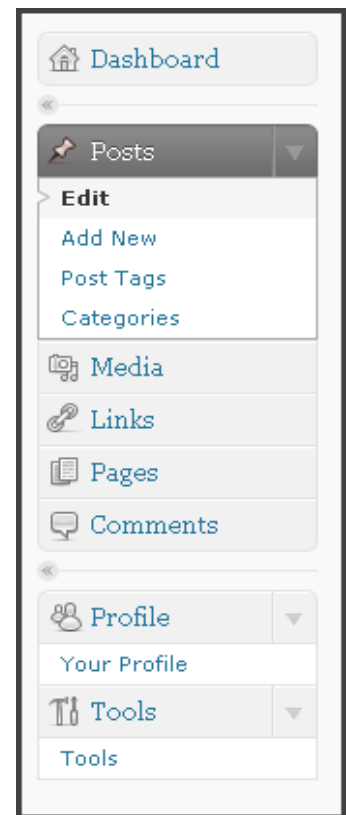 Dashboard
Posts
Edit
Add New
Post Tags
Categories
Media
Links
Pages
Comments
Profile
Your Profile
Tools
Tools